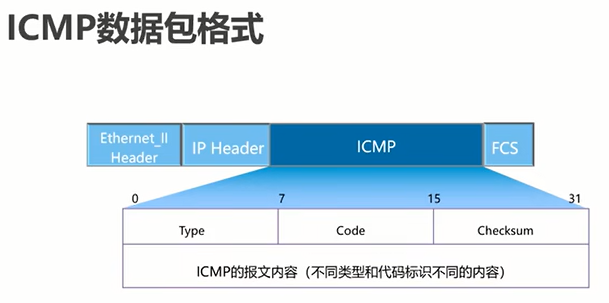 ICMP数据包格式
Ethernet_II
Header
IP Header
ICMP
FCS
0 7 15 31
Type Code Checksum
ICMP的报文内容（不同类型和代码标识不同的内容）